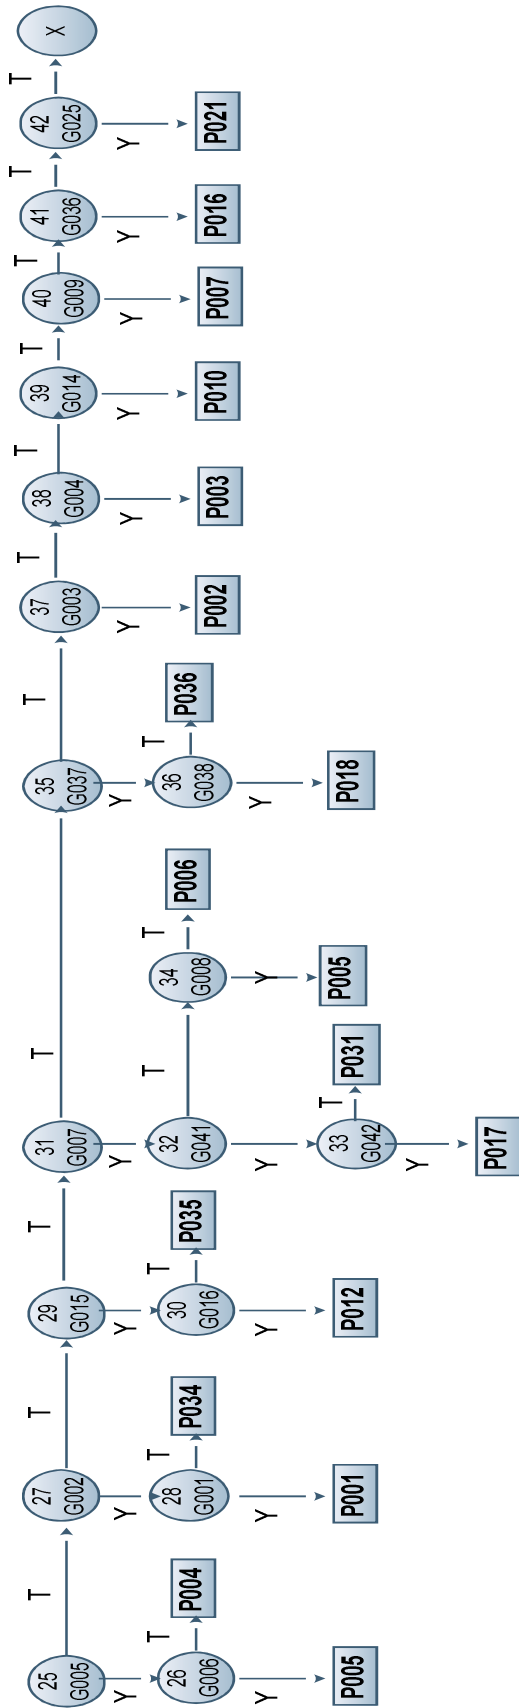 25
G005
T
Y
26
G006
T
P004
Y
P005
27
G002
T
Y
28
G001
T
P034
Y
P001
29
G015
T
Y
30
G016
T
P035
Y
P012
31
G007
T
Y
32
G041
T
Y
33
G042
T
P031
Y
P017
34
G008
T
P006
Y
P005
35
G037
T
Y
36
G038
T
P036
Y
P018
37
G003
T
Y
P002
38
G004
T
Y
P003
39
G014
T
Y
P010
40
G009
T
Y
P007
41
G036
T
Y
P016
42
G025
T
Y
P021
X